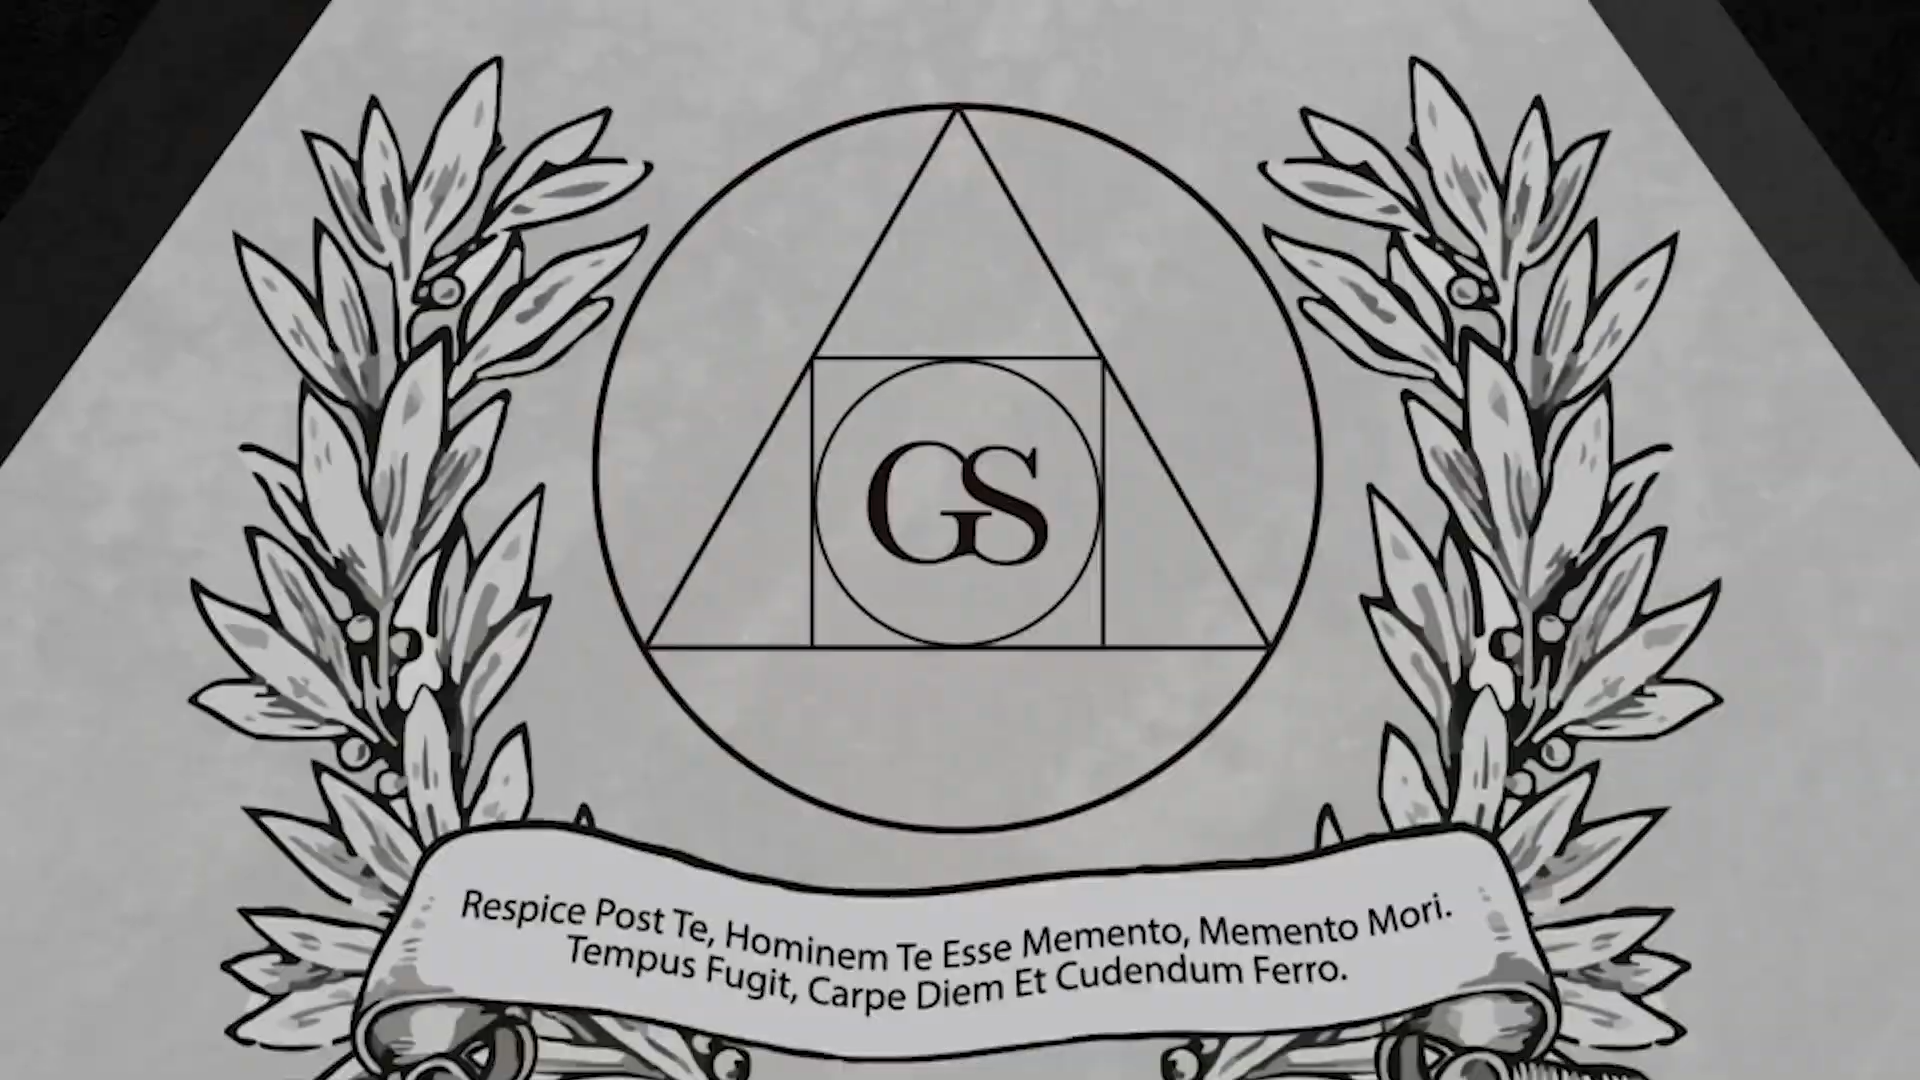 GS
Respice Post Te, Hominem Te Esse Memento, Memento Mori.
Tempus Fugit, Carpe Diem Et Cudendum Ferro.